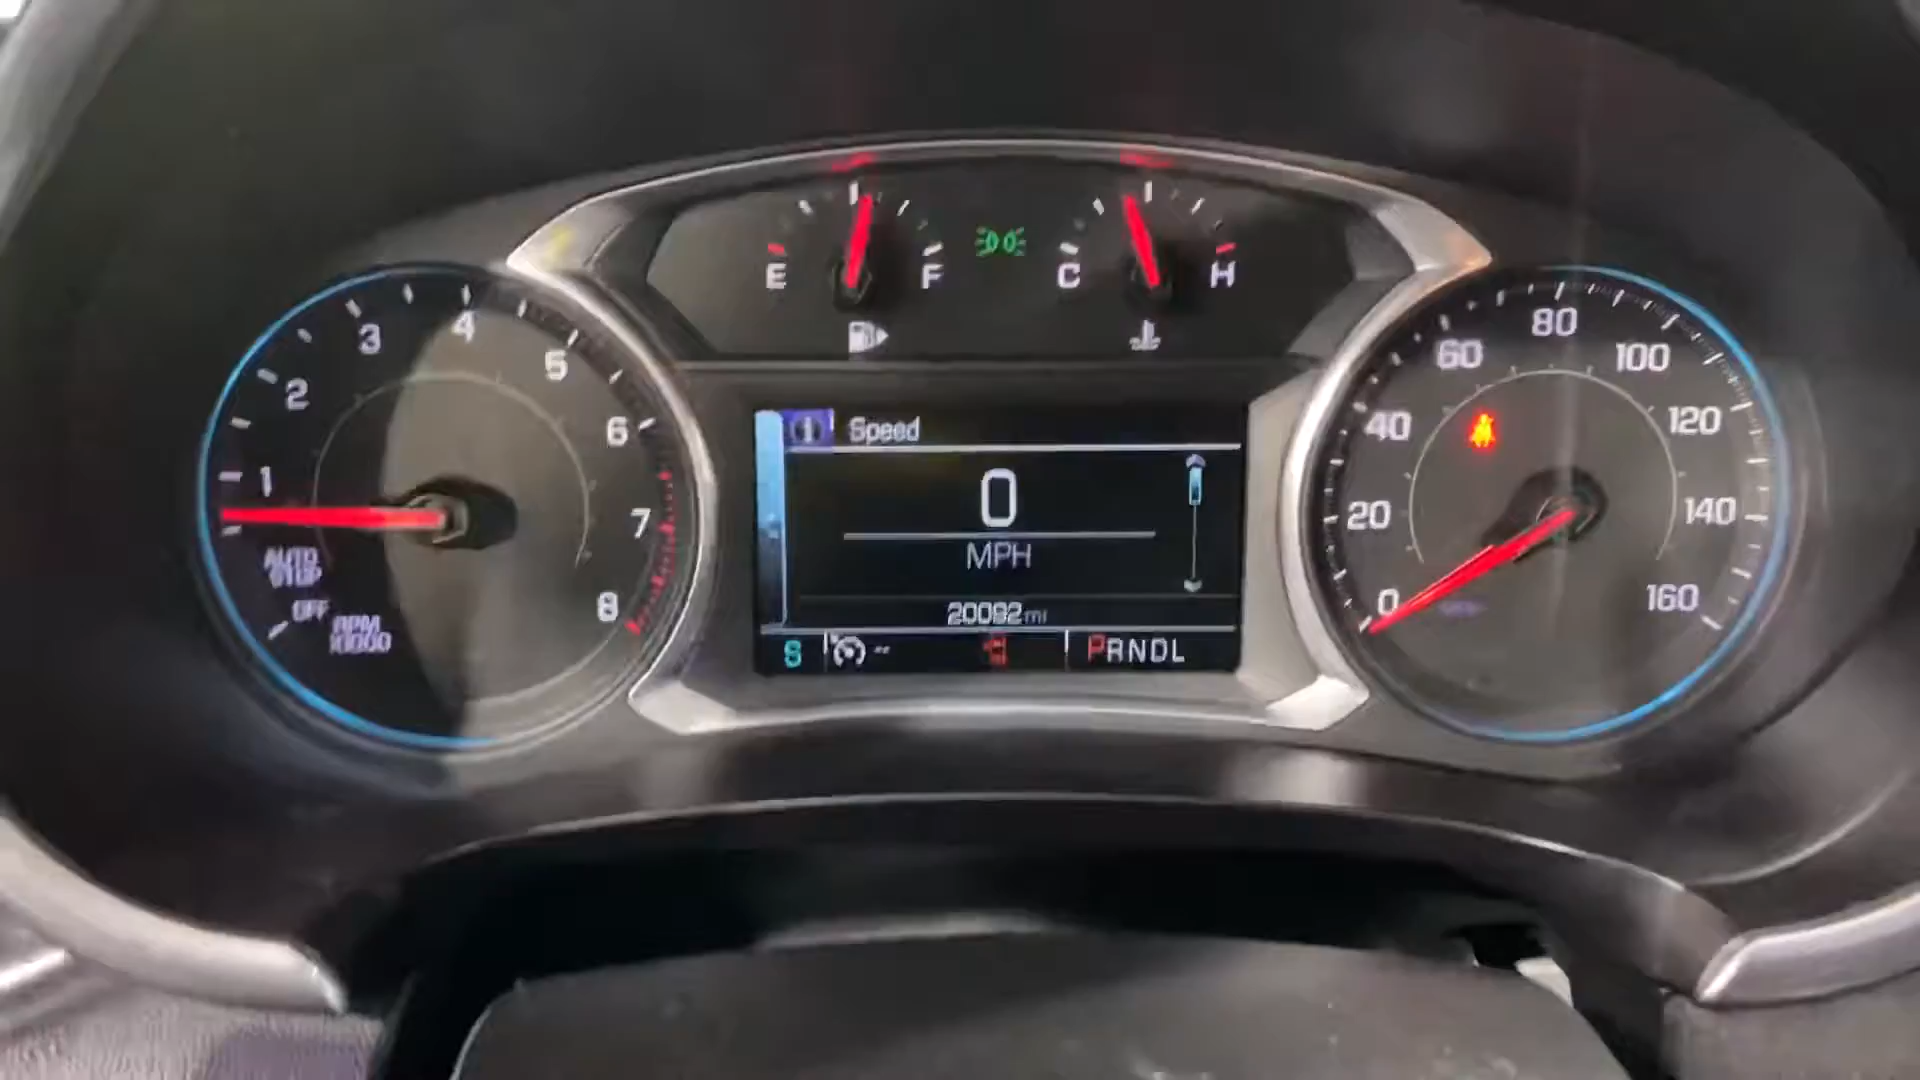 E F C H
1 2 3 4 5 6 7 8
AUTO
STOP
OFF
RPM
X1000
Speed
0
MPH
20092 mi
S --
PRNDL
0 20 40 60 80 100 120 140 160